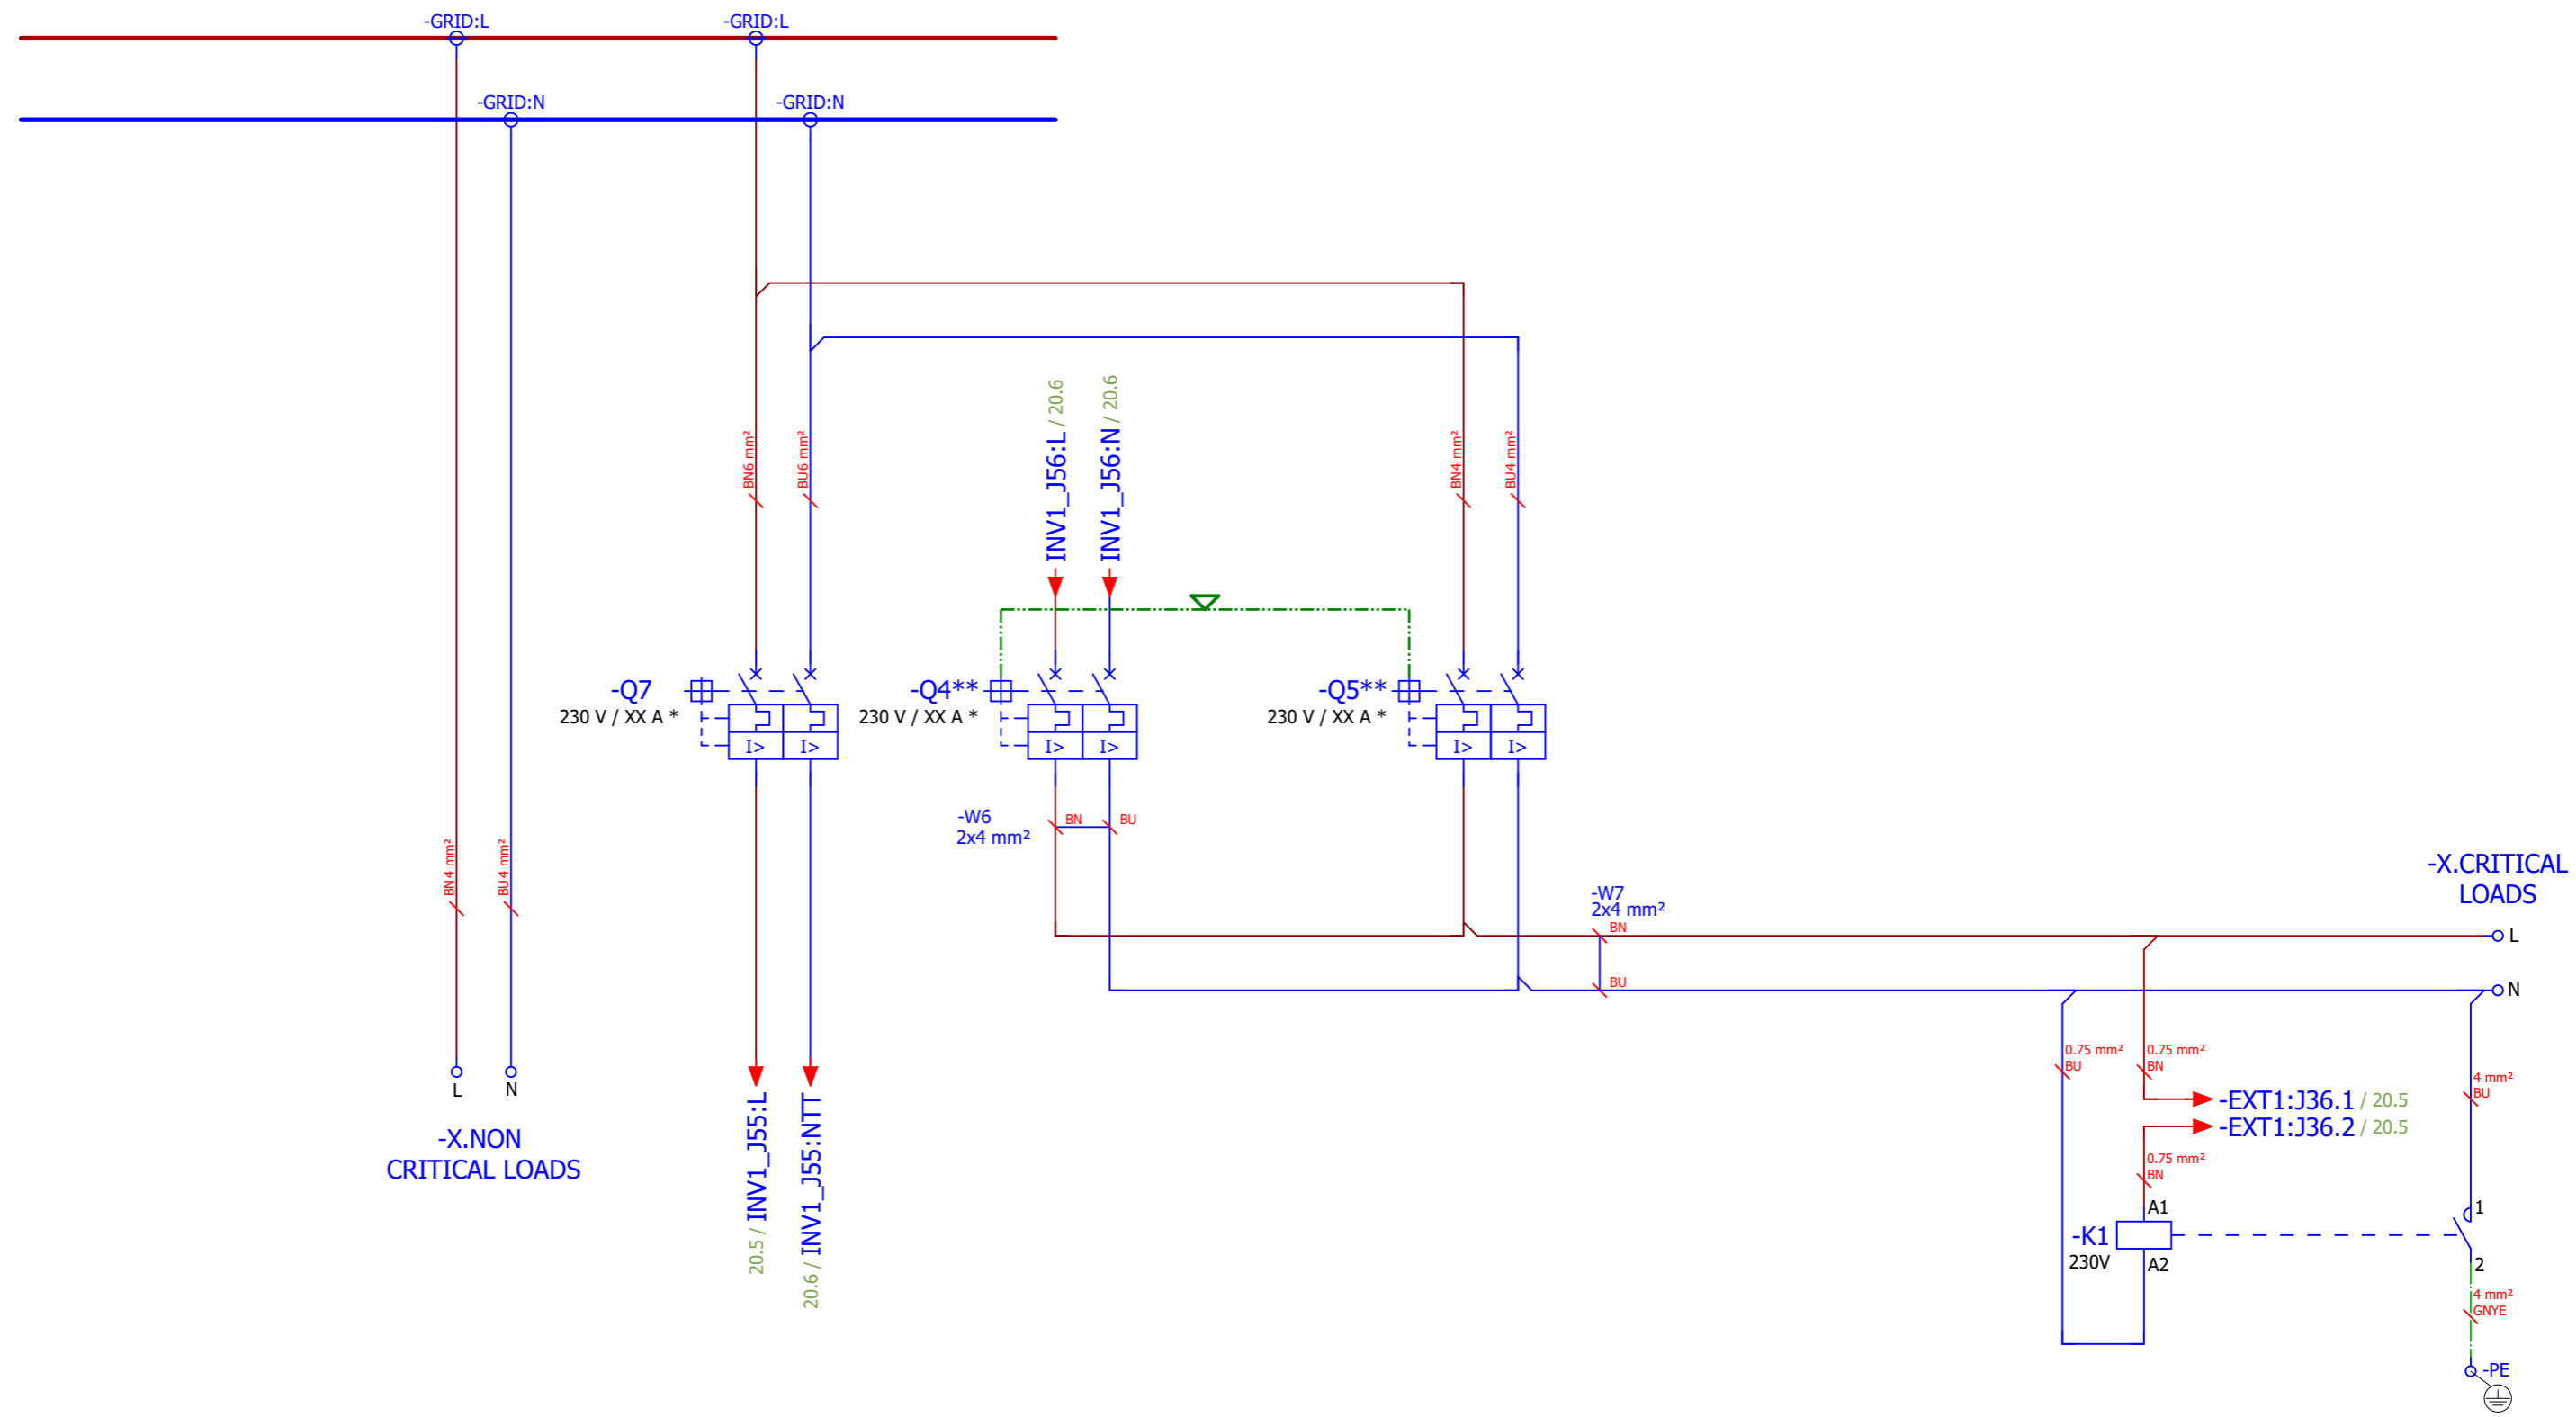 -GRID:L
-GRID:L
-GRID:N
-GRID:N
INV1_J56:L / 20.6
INV1_J56:N / 20.6
BN6 mm²
BU6 mm²
BN4 mm²
BU4 mm²
-Q7
230 V / XX A *
I>
I>
-Q4**
230 V / XX A *
I>
I>
-Q5**
230 V / XX A *
I>
I>
-W6
2x4 mm²
BN
BU
BN4 mm²
BU4 mm²
-W7
2x4 mm²
BN
BU
-X.CRITICAL
LOADS
L
N
L
N
-X.NON
CRITICAL LOADS
20.5 / INV1_J55:L
20.6 / INV1_J55:NTT
0.75 mm²
BU
0.75 mm²
BN
-EXT1:J36.1 / 20.5
-EXT1:J36.2 / 20.5
4 mm²
BU
0.75 mm²
BN
A1
-K1
230V
A2
1
2
4 mm²
GNYE
-PE